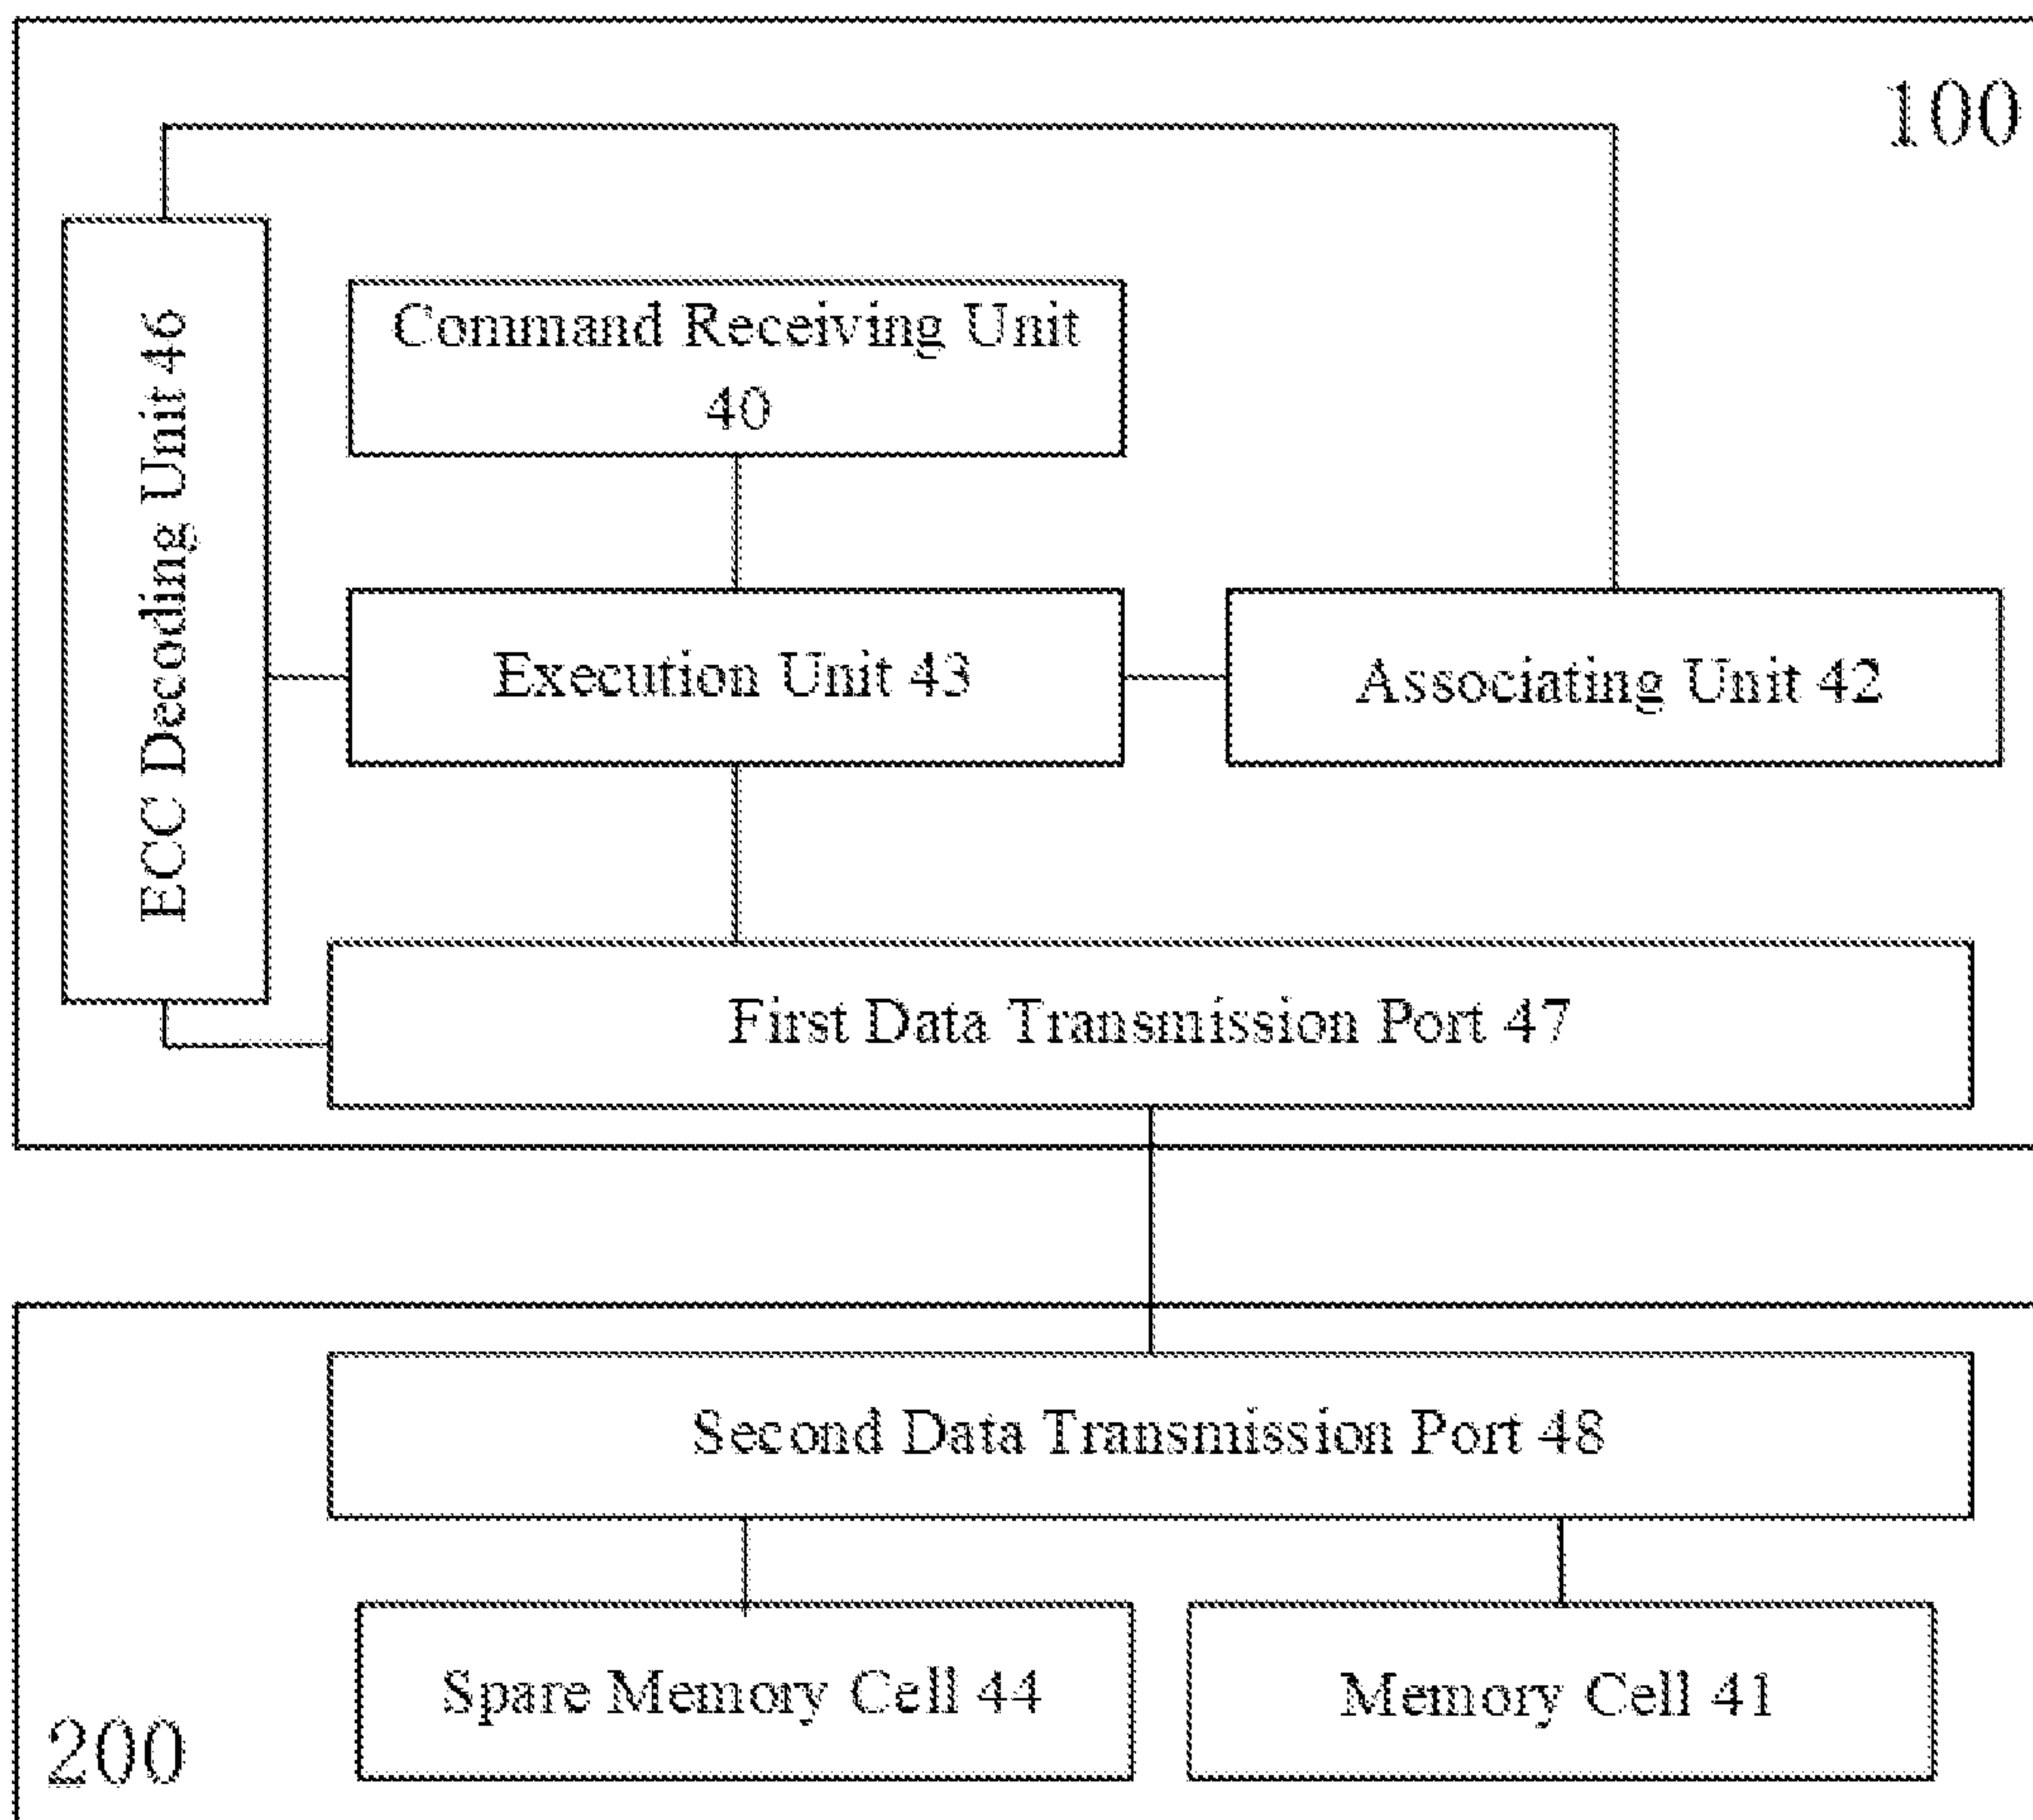 100
Command Receiving Unit
40
ECC Decoding Unit 46
Execution Unit 43
Associating Unit 42
First Data Transmission Port 47
Second Data Transmission Port 48
Spare Memory Cell 44
Memory Cell 41
200